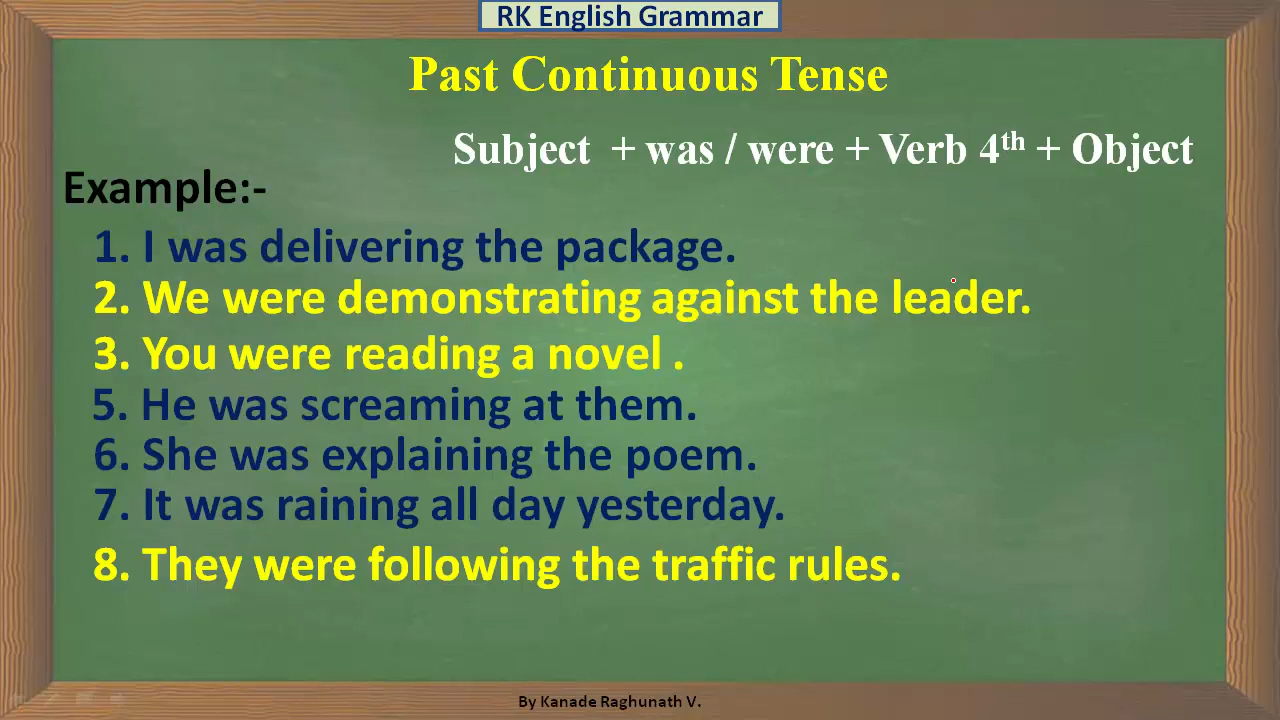 RK English Grammar
Past Continuous Tense
Subject + was / were + Verb 4th + Object
Example:-
1. I was delivering the package.
2. We were demonstrating against the leader.
3. You were reading a novel .
5. He was screaming at them.
6. She was explaining the poem.
7. It was raining all day yesterday.
8. They were following the traffic rules.
By Kanade Raghunath V.